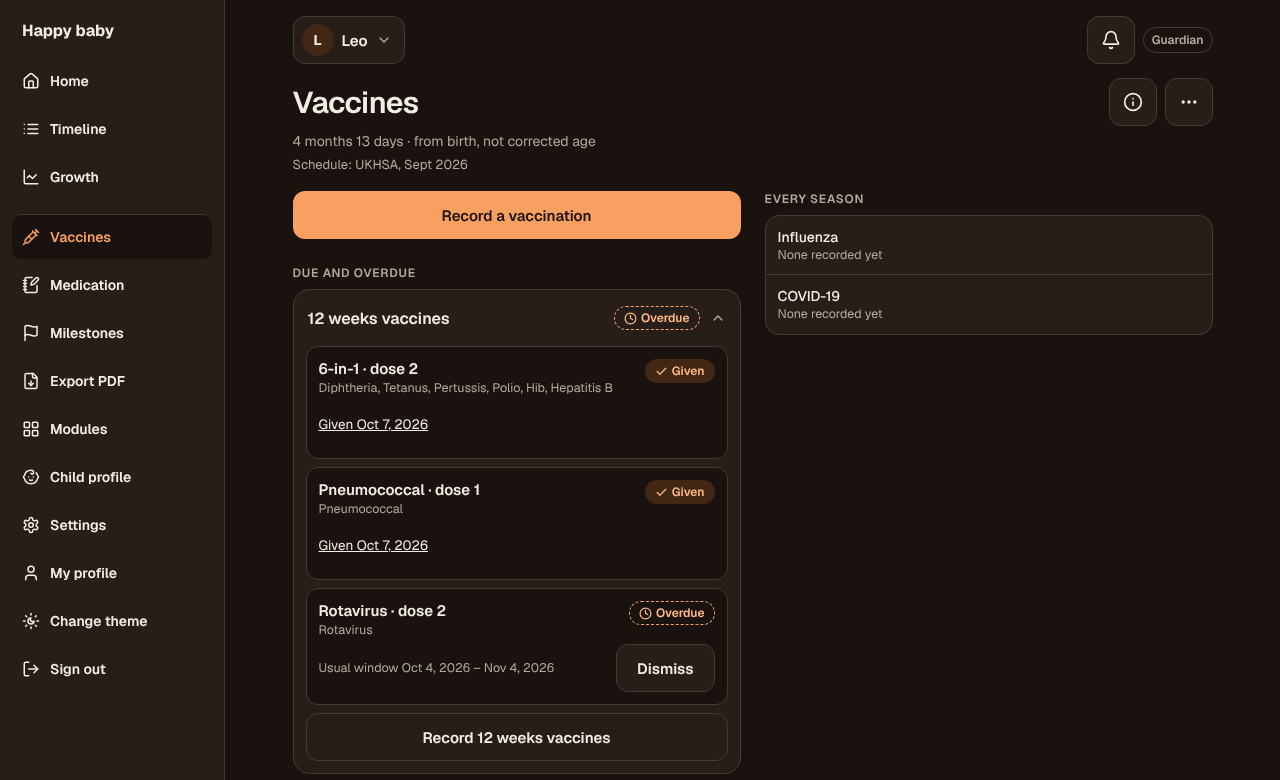 Happy baby
Home
Timeline
Growth
Vaccines
Medication
Milestones
Export PDF
Modules
Child profile
Settings
My profile
Change theme
Sign out
L Leo
Guardian
Vaccines
4 months 13 days · from birth, not corrected age
Schedule: UKHSA, Sept 2026
Record a vaccination
DUE AND OVERDUE
12 weeks vaccines Overdue
6-in-1 · dose 2 Given
Diphtheria, Tetanus, Pertussis, Polio, Hib, Hepatitis B
Given Oct 7, 2026
Pneumococcal · dose 1 Given
Pneumococcal
Given Oct 7, 2026
Rotavirus · dose 2 Overdue
Rotavirus
Usual window Oct 4, 2026 – Nov 4, 2026 Dismiss
Record 12 weeks vaccines
EVERY SEASON
Influenza
None recorded yet
COVID-19
None recorded yet